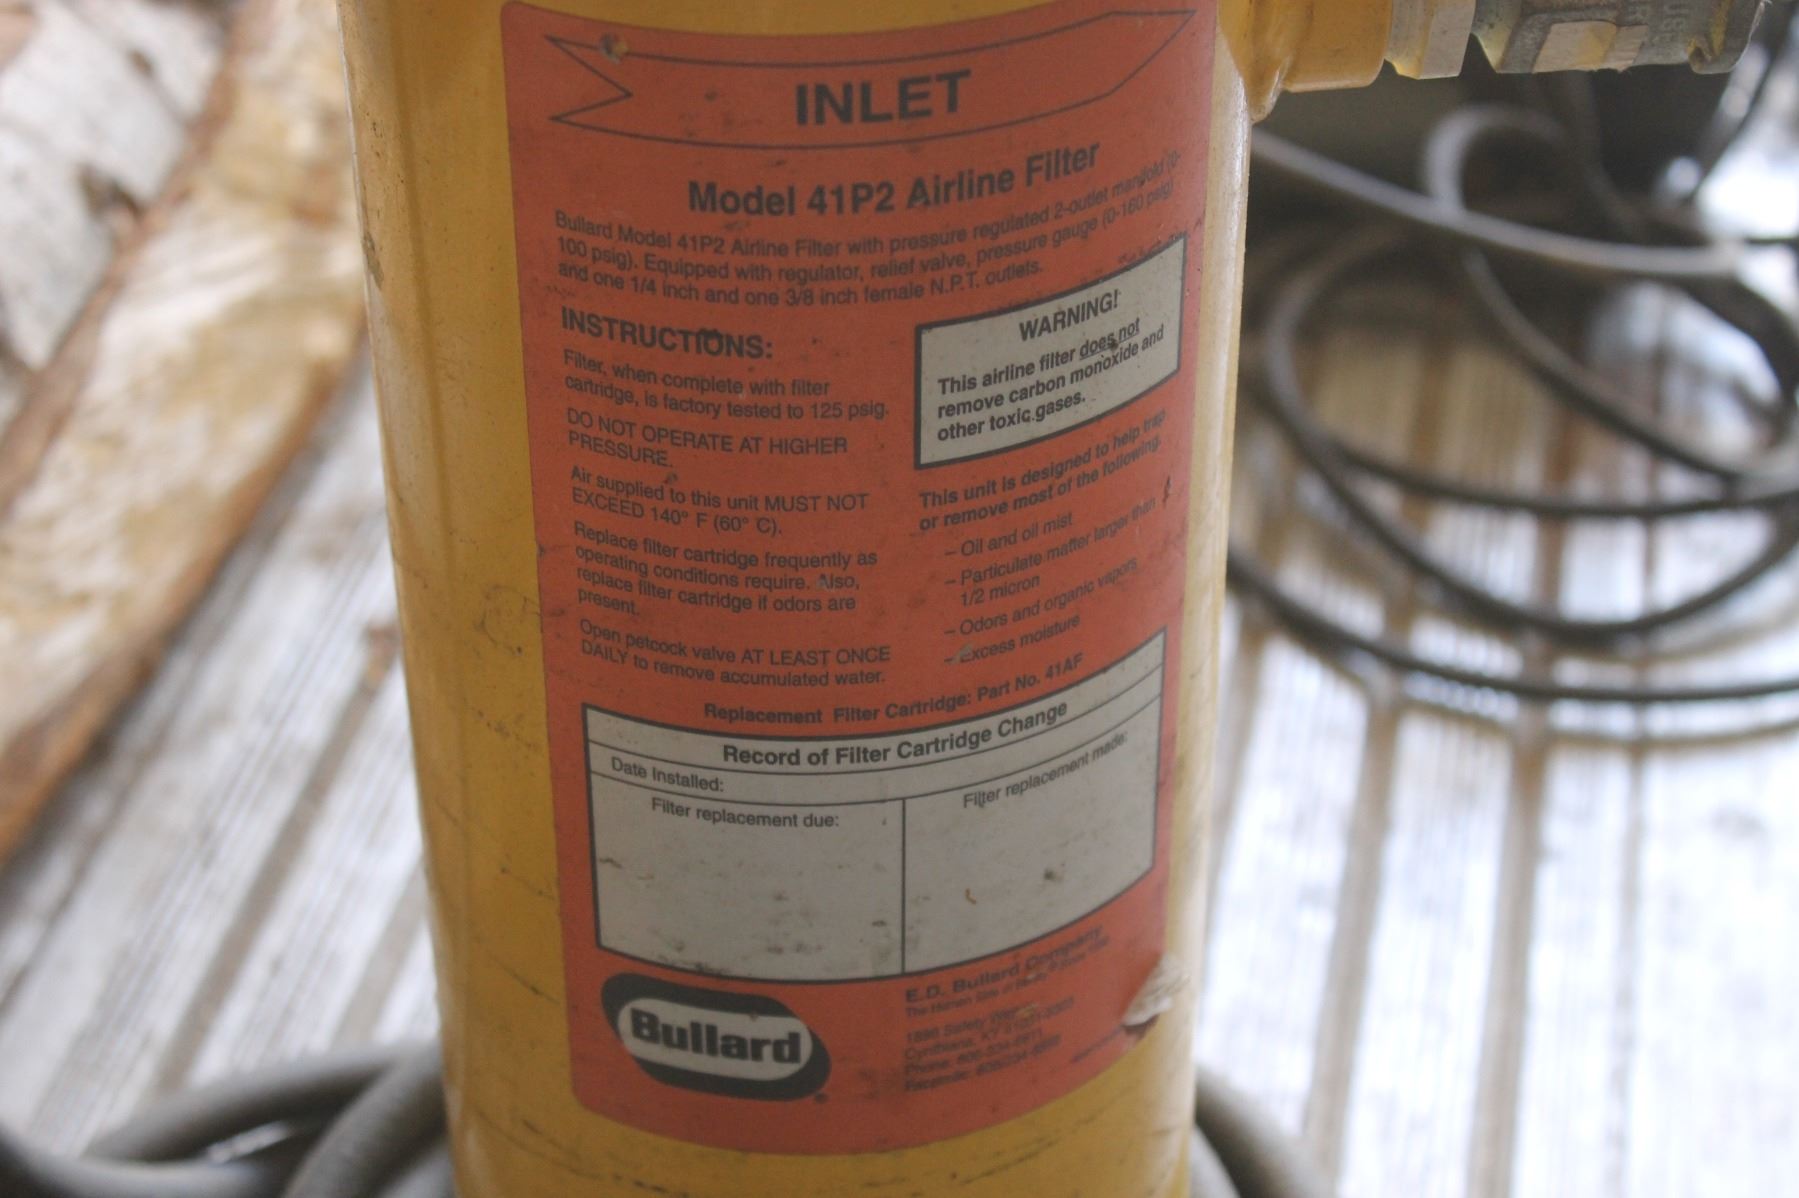 INLET
Model 41P2 Airline Filter
Bullard Model 41P2 Airline Filter with pressure regulated 2-outlet manifold (0-
100 psig). Equipped with regulator, relief valve, pressure gauge (0-160 psig)
and one 1/4 inch and one 3/8 inch female N.P.T. outlets.
INSTRUCTIONS:
Filter, when complete with filter
cartridge, is factory tested to 125 psig.
DO NOT OPERATE AT HIGHER
PRESSURE.
Air supplied to this unit MUST NOT
EXCEED 140° F (60° C).
Replace filter cartridge frequently as
operating conditions require. Also,
replace filter cartridge if odors are
present.
Open petcock valve AT LEAST ONCE
DAILY to remove accumulated water.
WARNING!
This airline filter does not
remove carbon monoxide and
other toxic gases.
This unit is designed to help trap
or remove most of the following.
– Oil and oil mist
– Particulate matter larger than
1/2 micron
– Odors and organic vapors
– Excess moisture
Replacement Filter Cartridge: Part No. 41AF
Record of Filter Cartridge Change
Date Installed:
Filter replacement due:
Filter replacement made:
Bullard
E.D. Bullard Company
1898 Safety Way
Cynthiana, KY
Phone:
Facsimile: